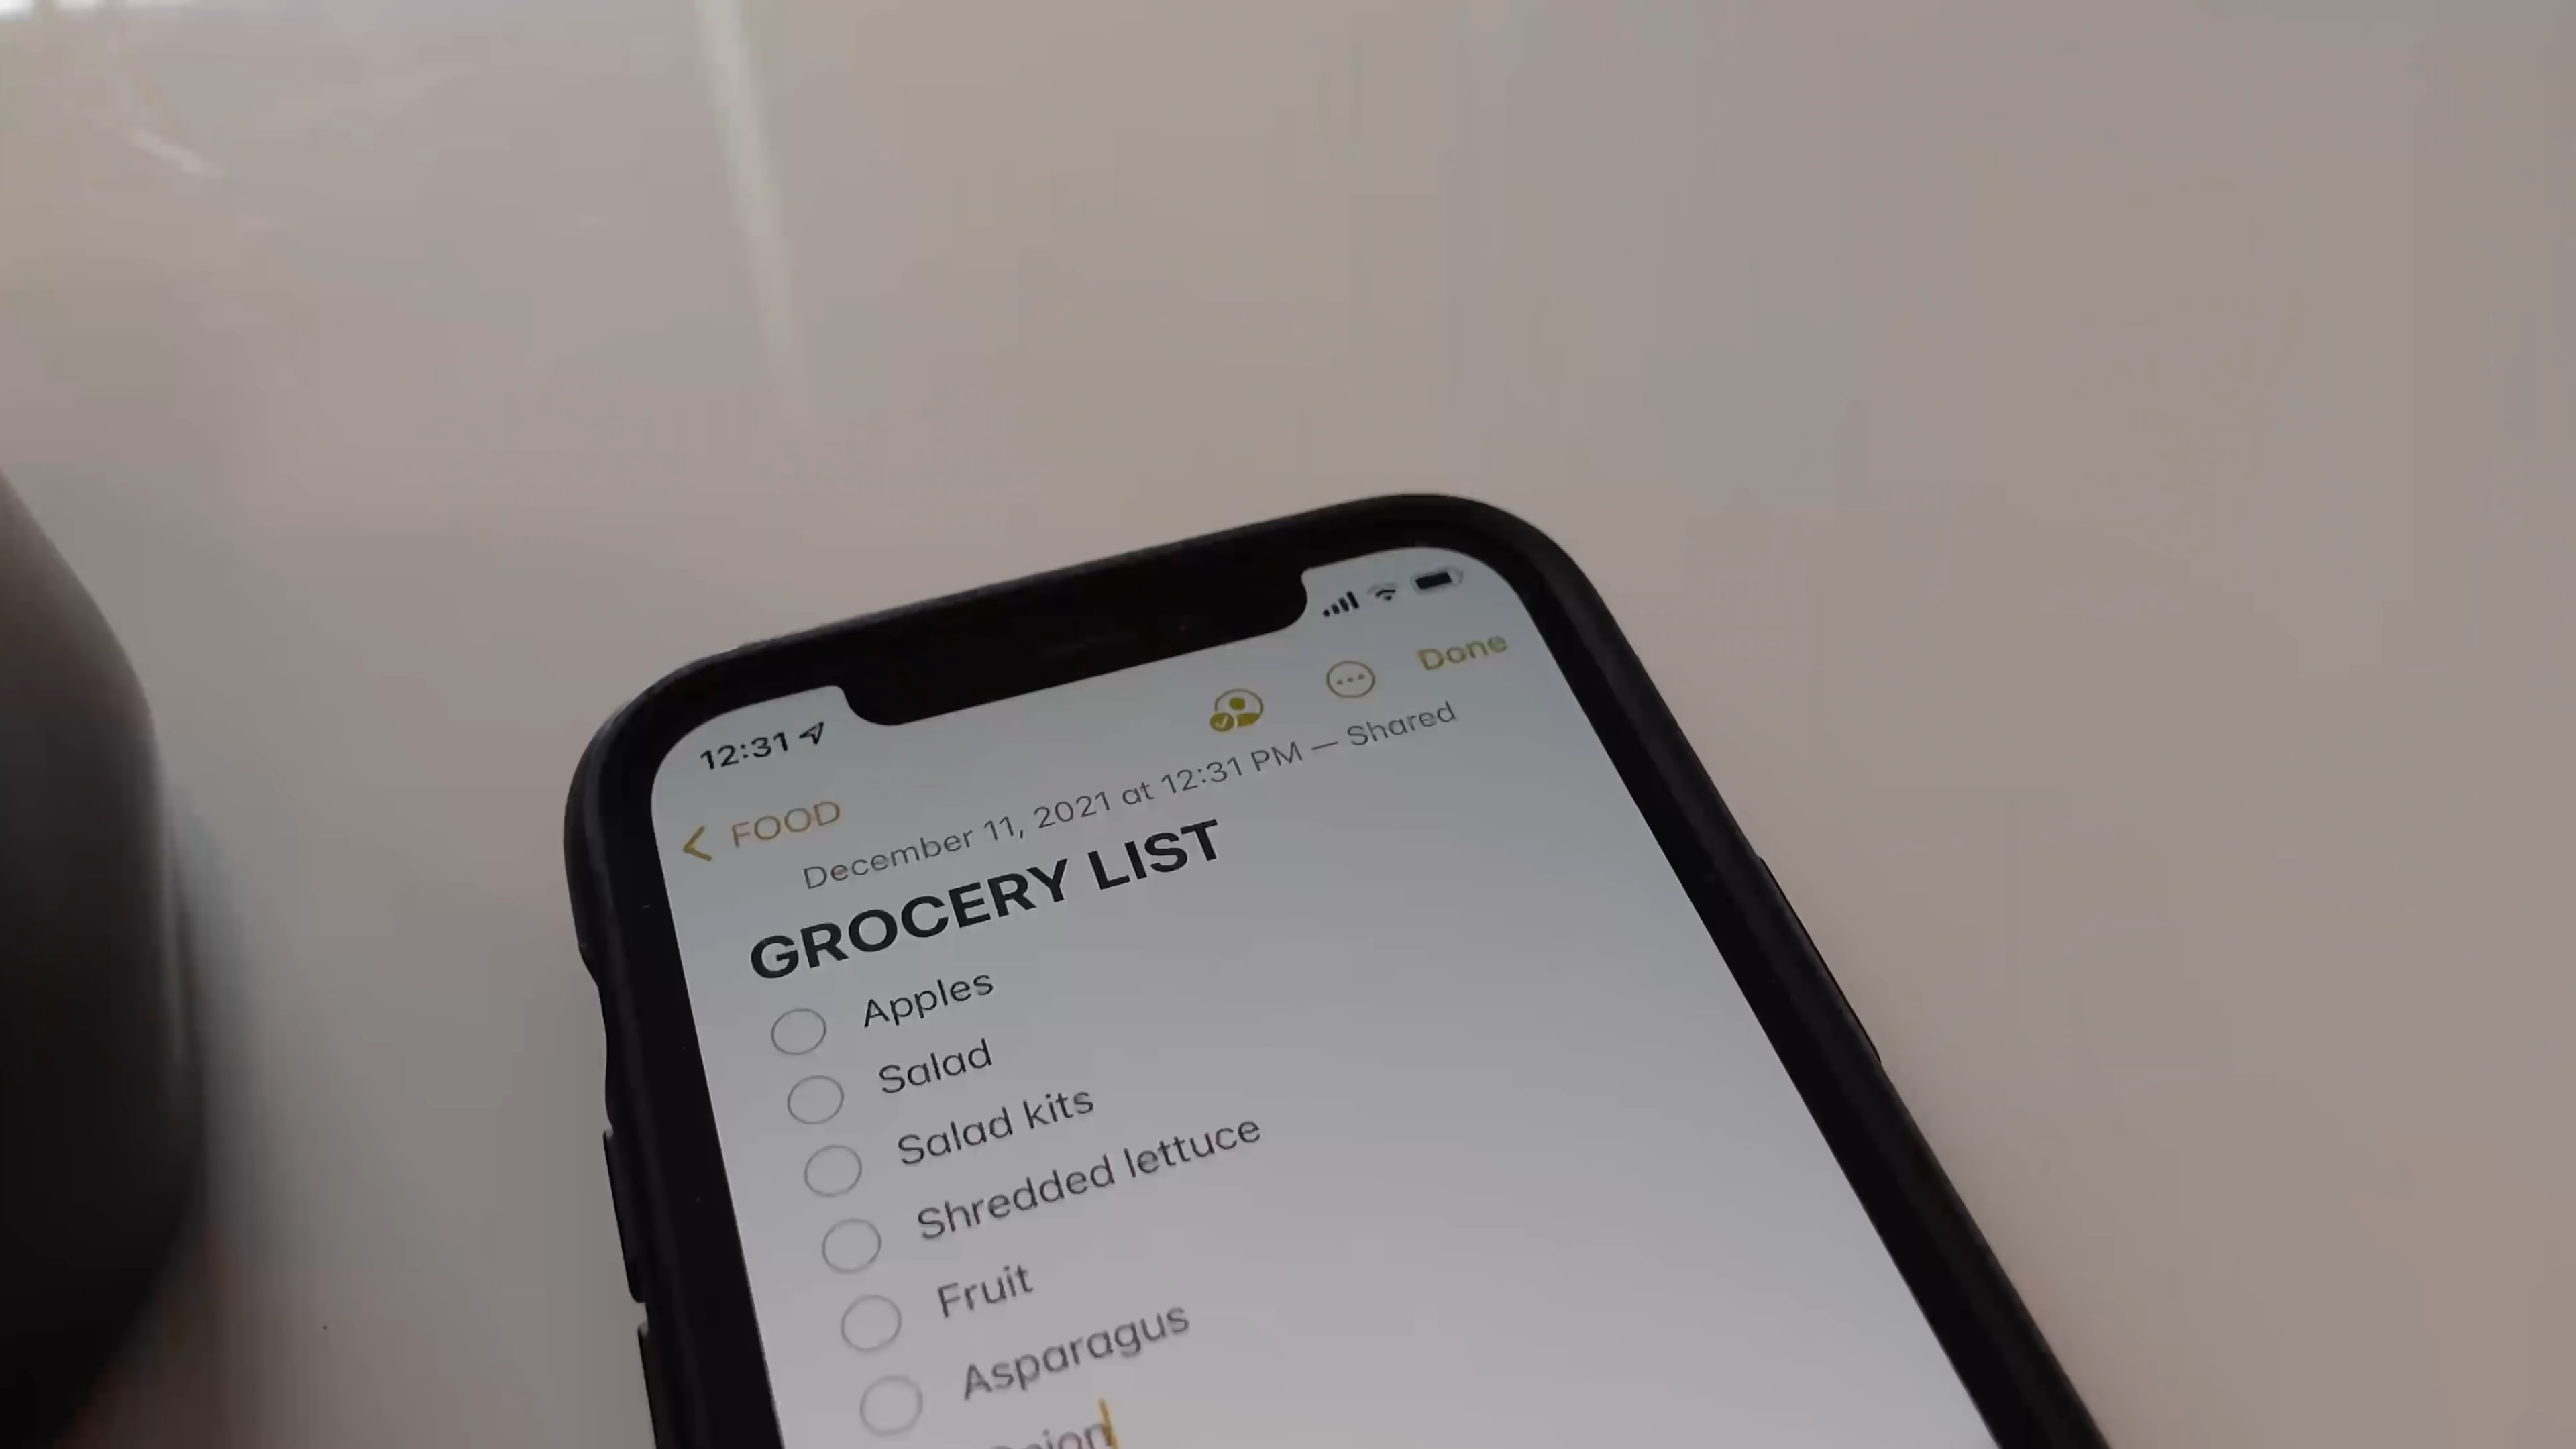 12:31
Done
FOOD
December 11, 2021 at 12:31 PM — Shared
GROCERY LIST
Apples
Salad
Salad kits
Shredded lettuce
Fruit
Asparagus